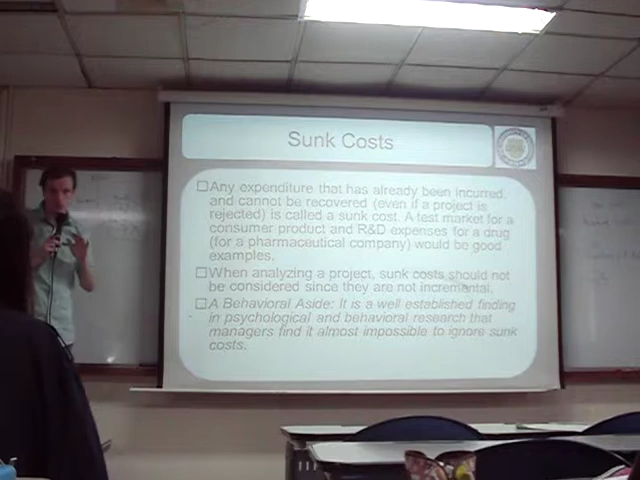 Sunk Costs
Any expenditure that has already been incurred,
and cannot be recovered (even if a project is
rejected) is called a sunk cost. A test market for a
consumer product and R&D expenses for a drug
(for a pharmaceutical company) would be good
examples.
When analyzing a project, sunk costs should not
be considered since they are not incremental.
A Behavioral Aside: It is a well established finding
in psychological and behavioral research that
managers find it almost impossible to ignore sunk
costs.